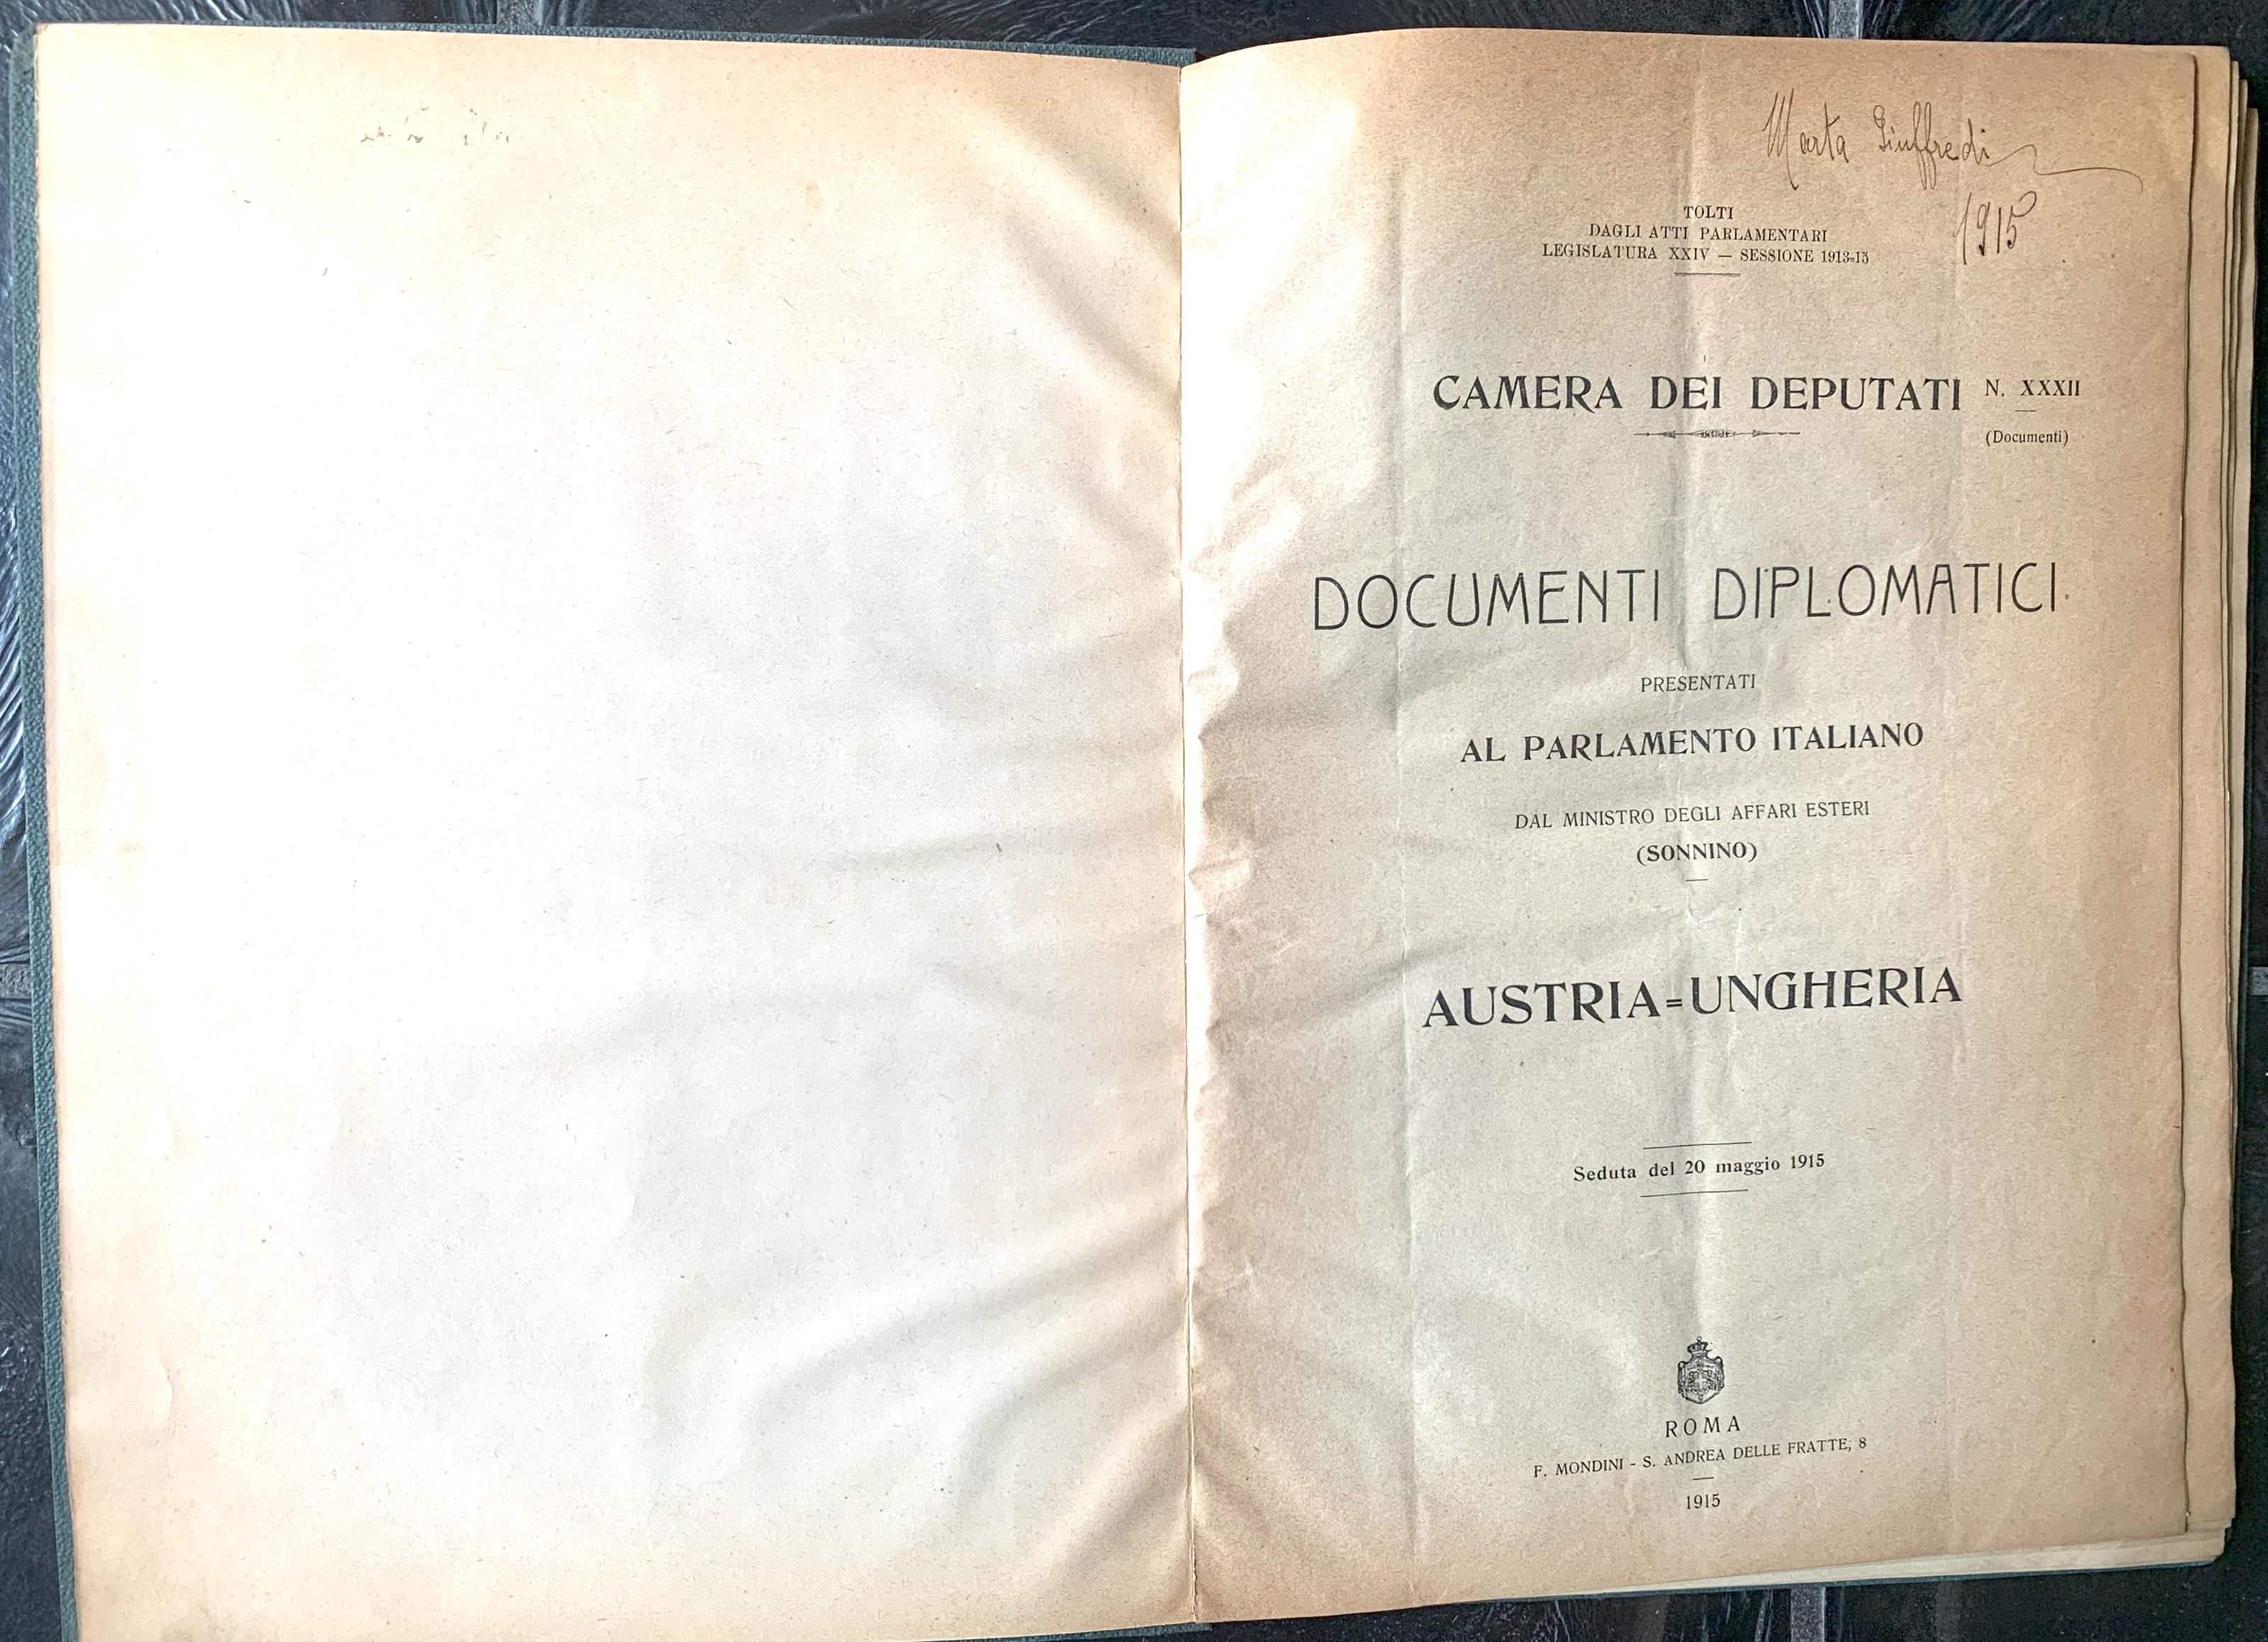 Marta Giuffredi
1915
TOLTI
DAGLI ATTI PARLAMENTARI
LEGISLATURA XXIV — SESSIONE 1913-15
CAMERA DEI DEPUTATI N. XXXII
(Documenti)
DOCUMENTI DIPLOMATICI
PRESENTATI
AL PARLAMENTO ITALIANO
DAL MINISTRO DEGLI AFFARI ESTERI
(SONNINO)
AUSTRIA=UNGHERIA
Seduta del 20 maggio 1915
ROMA
F. MONDINI - S. ANDREA DELLE FRATTE, 8
1915